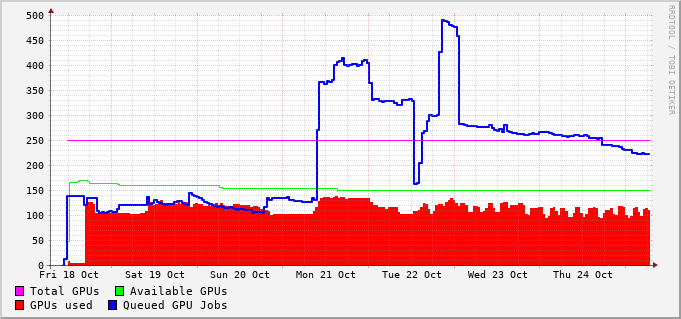 RRDTOOL / TOBI OETIKER
500
450
400
350
300
250
200
150
100
50
0
Fri 18 Oct Sat 19 Oct Sun 20 Oct Mon 21 Oct Tue 22 Oct Wed 23 Oct Thu 24 Oct
Total GPUs Available GPUs
GPUs used Queued GPU Jobs